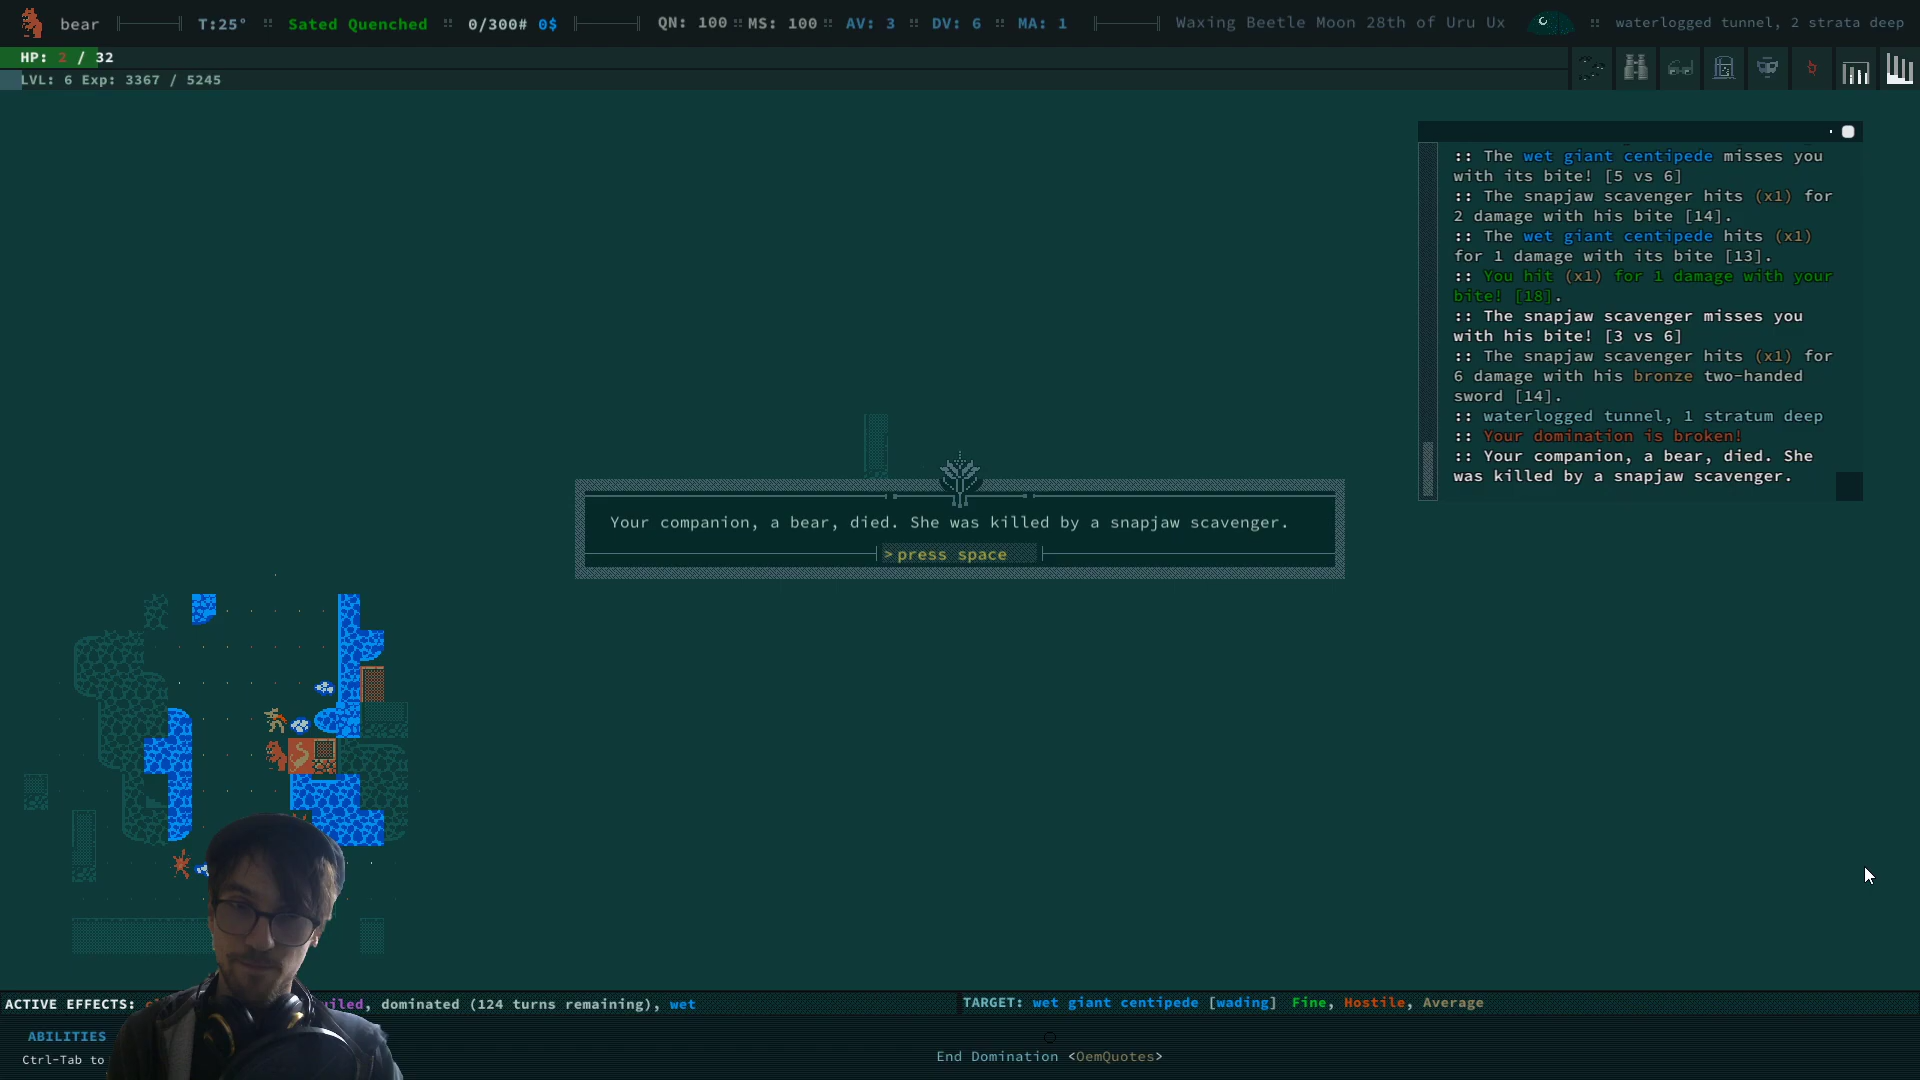 bear T:25° :: Sated Quenched :: 0/300# 0$ QN: 100 :: MS: 100 :: AV: 3 :: DV: 6 :: MA: 1 Waxing Beetle Moon 28th of Uru Ux :: waterlogged tunnel, 2 strata deep
HP: 2 / 32
LVL: 6 Exp: 3367 / 5245
:: The wet giant centipede misses you
with its bite! [5 vs 6]
:: The snapjaw scavenger hits (x1) for
2 damage with his bite [14].
:: The wet giant centipede hits (x1)
for 1 damage with its bite [13].
:: You hit (x1) for 1 damage with your
bite! [18].
:: The snapjaw scavenger misses you
with his bite! [3 vs 6]
:: The snapjaw scavenger hits (x1) for
6 damage with his bronze two-handed
sword [14].
:: waterlogged tunnel, 1 stratum deep
:: Your domination is broken!
:: Your companion, a bear, died. She
was killed by a snapjaw scavenger.
Your companion, a bear, died. She was killed by a snapjaw scavenger.
>press space
ACTIVE EFFECTS: dominated (124 turns remaining), wet
TARGET: wet giant centipede [wading] Fine, Hostile, Average
ABILITIES
Ctrl-Tab to
End Domination <OemQuotes>